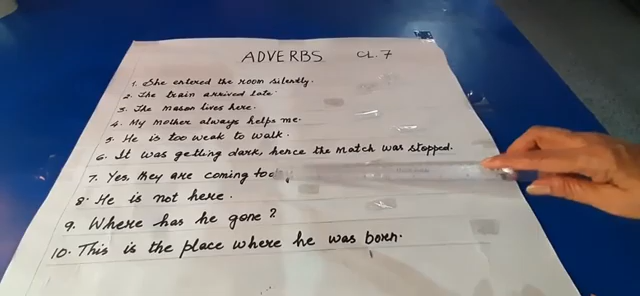 ADVERBS CL. 7
1. She entered the room silently.
2. The train arrived late.
3. The mason lives here.
4. My mother always helps me.
5. He is too weak to walk.
6. It was getting dark, hence the match was stopped.
7. Yes, they are coming
8. He is not here.
9. Where has he gone?
10. This is the place where he was born.